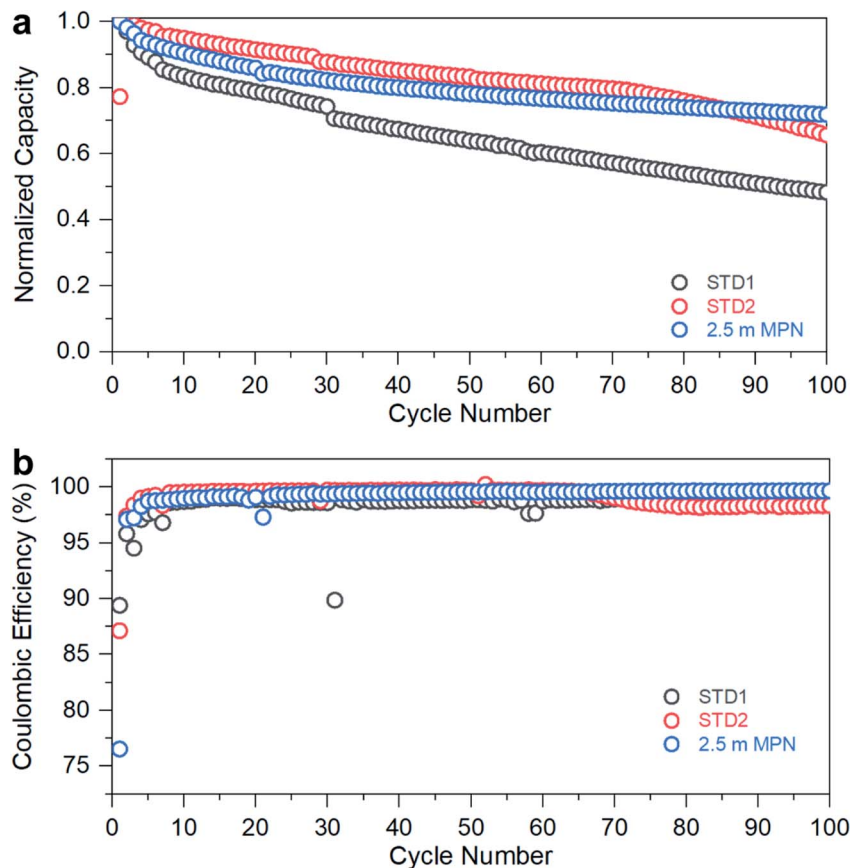 a
1.0
0.8
0.6
0.4
0.2
0.0
Normalized Capacity
STD1
STD2
2.5 m MPN
0 10 20 30 40 50 60 70 80 90 100
Cycle Number
b
100
95
90
85
80
75
Coulombic Efficiency (%)
STD1
STD2
2.5 m MPN
0 10 20 30 40 50 60 70 80 90 100
Cycle Number